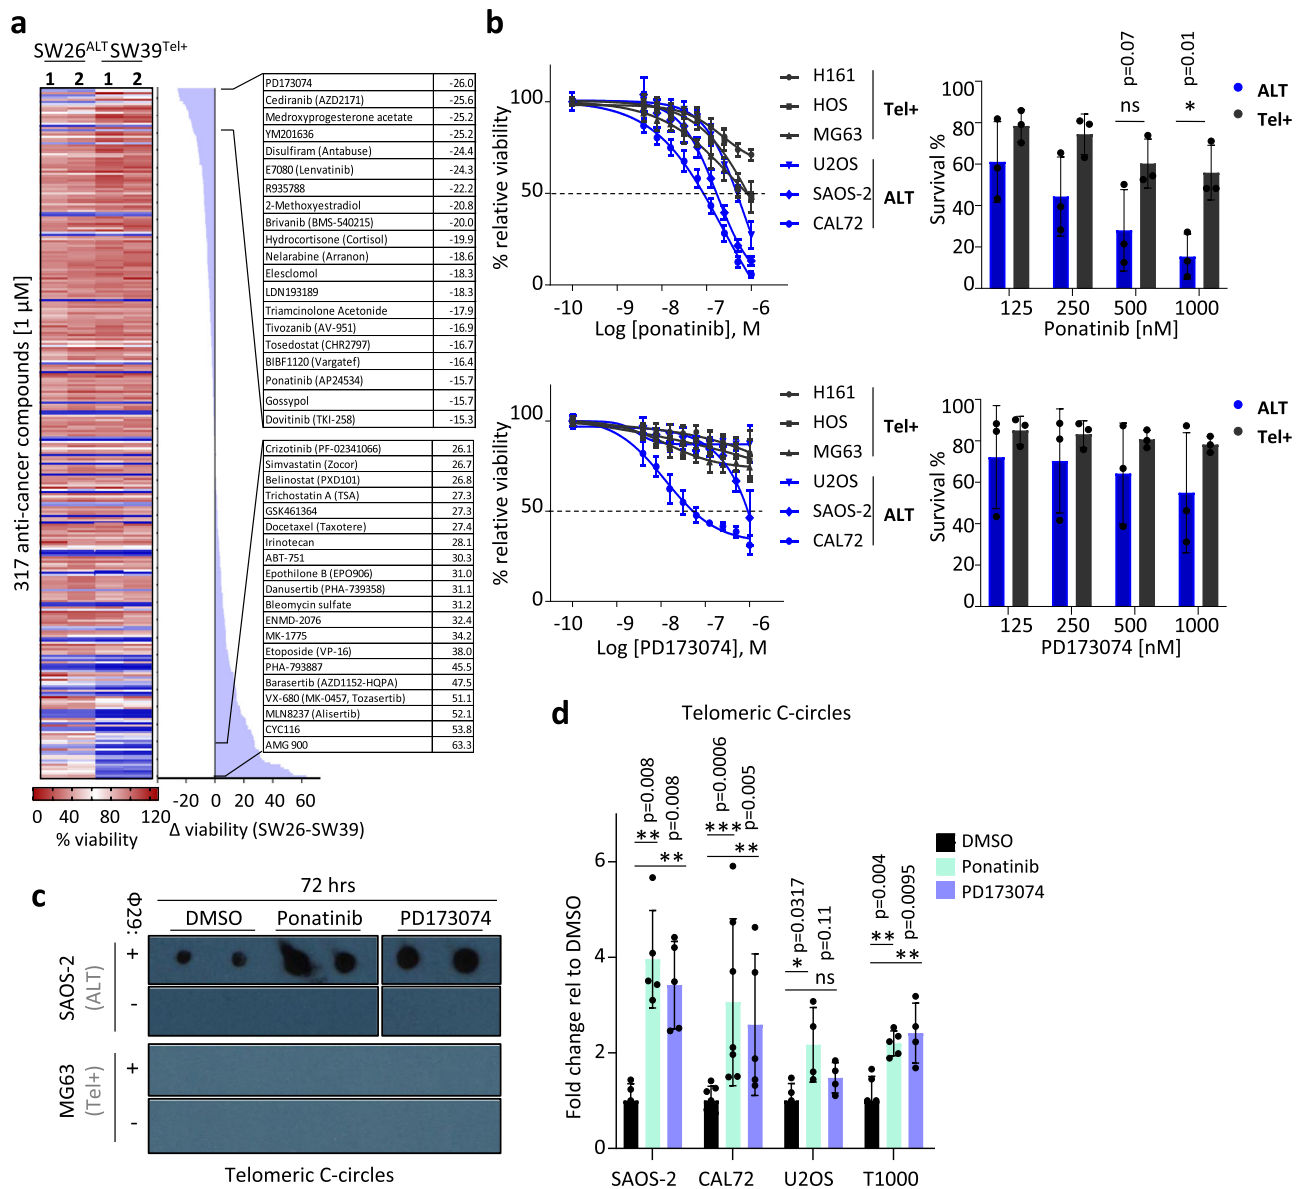 a
SW26ALT SW39Tel+
1 2 1 2
317 anti-cancer compounds [1 µM]
PD173074 -26.0
Cediranib (AZD2171) -25.6
Medroxyprogesterone acetate -25.2
YM201636 -25.2
Disulfiram (Antabuse) -24.4
E7080 (Lenvatinib) -24.3
R935788 -22.2
2-Methoxyestradiol -20.8
Brivanib (BMS-540215) -20.0
Hydrocortisone (Cortisol) -19.9
Nelarabine (Arranon) -18.6
Elesclomol -18.3
LDN193189 -18.3
Triamcinolone Acetonide -17.9
Tivozanib (AV-951) -16.9
Tosedostat (CHR2797) -16.7
BIBF1120 (Vargatef) -16.4
Ponatinib (AP24534) -15.7
Gossypol -15.7
Dovitinib (TKI-258) -15.3
Crizotinib (PF-02341066) 26.1
Simvastatin (Zocor) 26.7
Belinostat (PXD101) 26.8
Trichostatin A (TSA) 27.3
GSK461364 27.3
Docetaxel (Taxotere) 27.4
Irinotecan 28.1
ABT-751 30.3
Epothilone B (EPO906) 31.0
Danusertib (PHA-739358) 31.1
Bleomycin sulfate 31.2
ENMD-2076 32.4
MK-1775 34.2
Etoposide (VP-16) 38.0
PHA-793887 45.5
Barasertib (AZD1152-HQPA) 47.5
VX-680 (MK-0457, Tozasertib) 51.1
MLN8237 (Alisertib) 52.1
CYC116 53.8
AMG 900 63.3
-20 0 20 40 60
Δ viability (SW26-SW39)
0 40 80 120
% viability
b
% relative viability
100
50
0
-10 -9 -8 -7 -6
Log [ponatinib], M
H161
HOS
MG63
Tel+
U2OS
SAOS-2
CAL72
ALT
Survival %
100
80
60
40
20
0
ns
p=0.07
*
p=0.01
125 250 500 1000
Ponatinib [nM]
ALT
Tel+
% relative viability
100
50
0
-10 -9 -8 -7 -6
Log [PD173074], M
H161
HOS
MG63
Tel+
U2OS
SAOS-2
CAL72
ALT
Survival %
100
80
60
40
20
0
125 250 500 1000
PD173074 [nM]
ALT
Tel+
c
72 hrs
Φ29:
DMSO Ponatinib PD173074
SAOS-2
(ALT)
+
-
MG63
(Tel+)
+
-
Telomeric C-circles
d
Telomeric C-circles
Fold change rel to DMSO
6
4
2
0
** p=0.008
** p=0.008
*** p=0.0006
** p=0.005
* p=0.0317
ns p=0.11
** p=0.004
** p=0.0095
SAOS-2 CAL72 U2OS T1000
DMSO
Ponatinib
PD173074